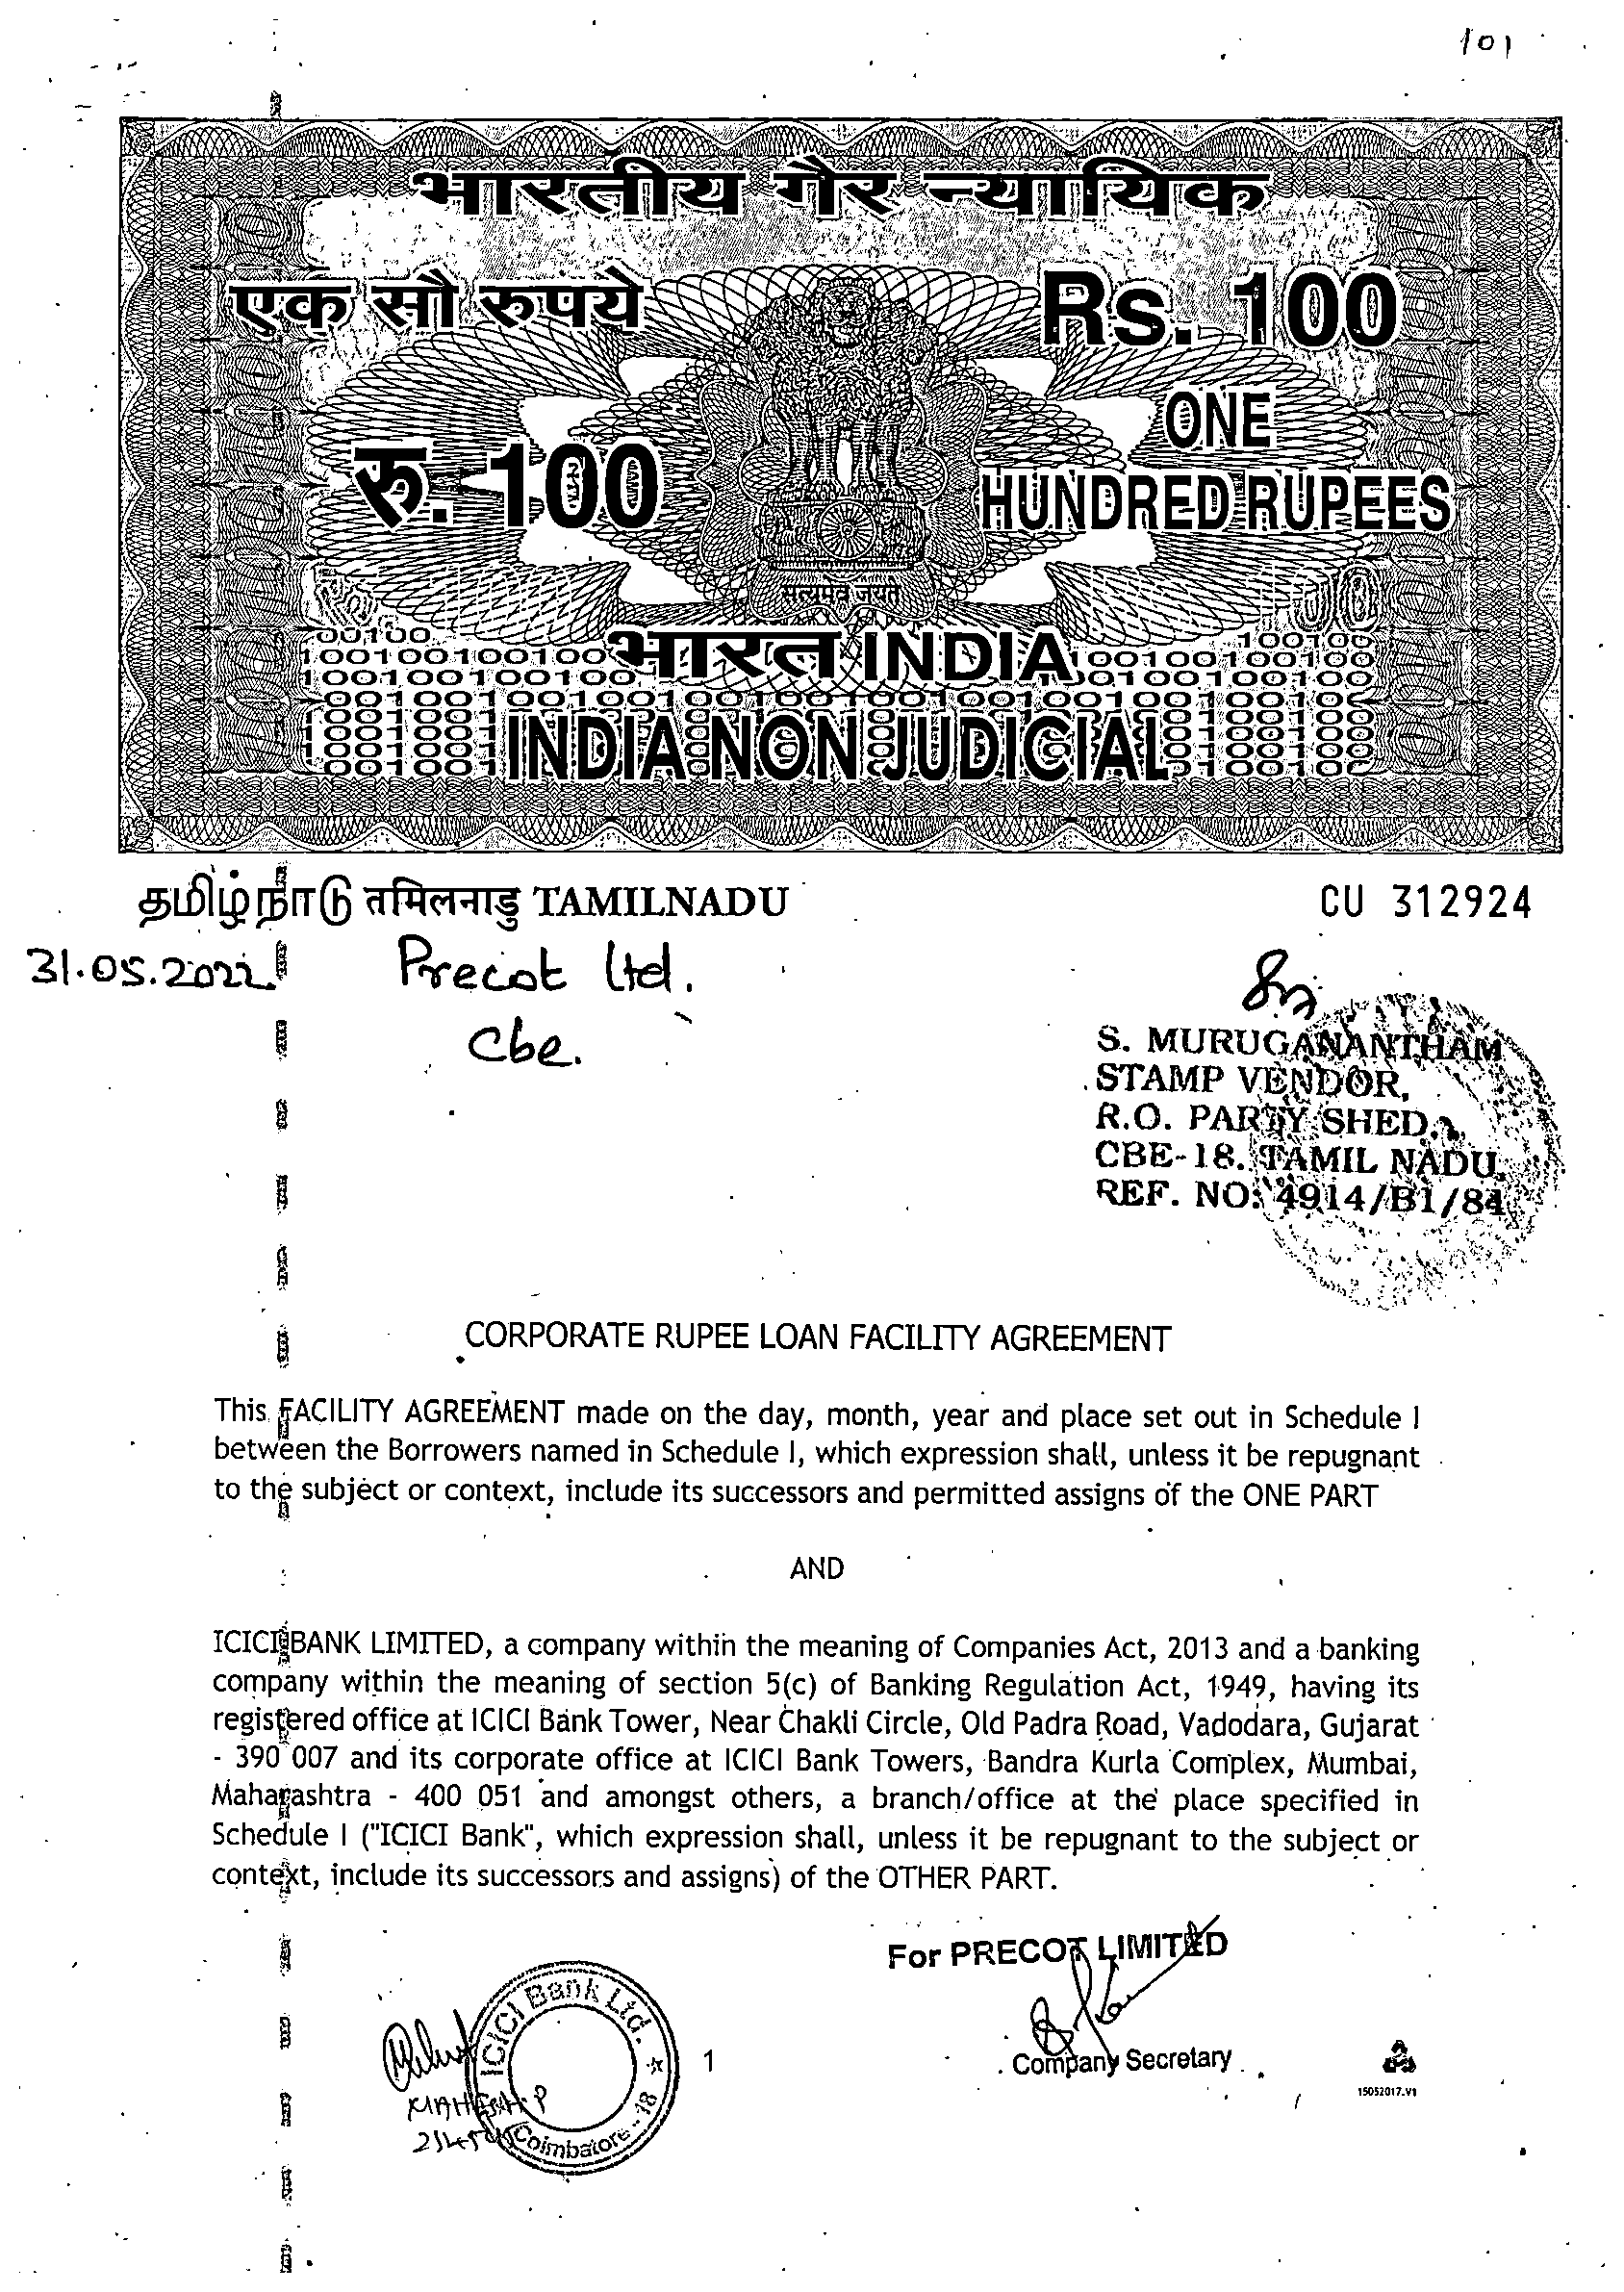 101
भारतीय गैर न्यायिक
एक सौ रुपये Rs. 100
रु. 100 ONE
HUNDRED RUPEES
सत्यमेव जयते
भारत INDIA
INDIA NON JUDICIAL
தமிழ்நாடு तमिलनाडु TAMILNADU CU 312924
31.05.2022 Precot Ltd.
Cbe.
S. MURUGANANTHAM
STAMP VENDOR,
R.O. PARTY SHED,
CBE-18. TAMIL NADU.
REF. NO: 4914/B1/84
CORPORATE RUPEE LOAN FACILITY AGREEMENT
This FACILITY AGREEMENT made on the day, month, year and place set out in Schedule I
between the Borrowers named in Schedule I, which expression shall, unless it be repugnant
to the subject or context, include its successors and permitted assigns of the ONE PART
AND
ICICI BANK LIMITED, a company within the meaning of Companies Act, 2013 and a banking
company within the meaning of section 5(c) of Banking Regulation Act, 1949, having its
registered office at ICICI Bank Tower, Near Chakli Circle, Old Padra Road, Vadodara, Gujarat
- 390 007 and its corporate office at ICICI Bank Towers, Bandra Kurla Complex, Mumbai,
Maharashtra - 400 051 and amongst others, a branch/office at the place specified in
Schedule I ("ICICI Bank", which expression shall, unless it be repugnant to the subject or
context, include its successors and assigns) of the OTHER PART.
For PRECOT LIMITED
ICICI Bank Ltd.
Coimbatore - 18
MAHESH P
1
Company Secretary
15052017.V1